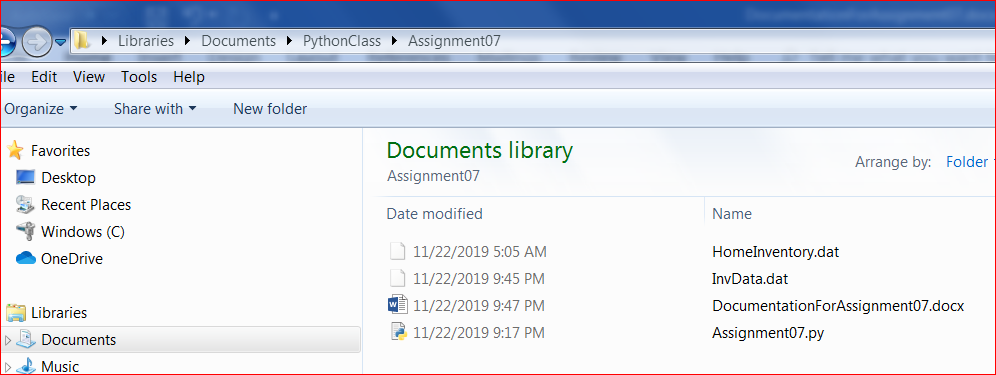 Libraries Documents PythonClass Assignment07
ile Edit View Tools Help
Organize Share with New folder
Favorites
Desktop
Recent Places
Windows (C)
OneDrive
Libraries
Documents
Music
Documents library
Assignment07
Arrange by: Folder
Date modified Name
11/22/2019 5:05 AM HomeInventory.dat
11/22/2019 9:45 PM InvData.dat
11/22/2019 9:47 PM DocumentationForAssignment07.docx
11/22/2019 9:17 PM Assignment07.py